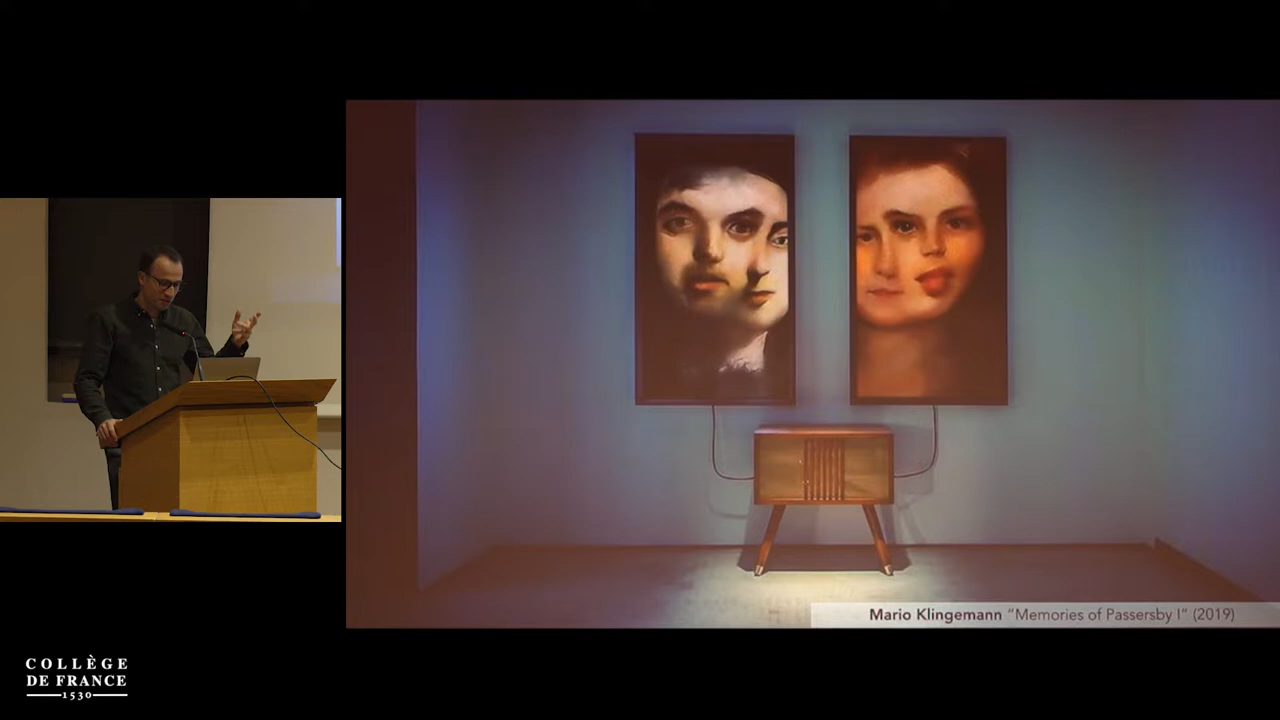 Mario Klingemann “Memories of Passersby I” (2019)
COLLÈGE
DE FRANCE
1530